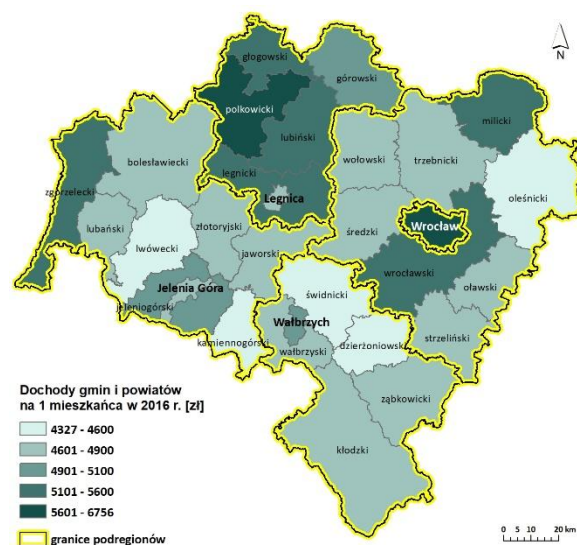 głogowski
górowski
N
polkowicki
milicki
lubiński
bolesławiecki
wołowski
trzebnicki
zgorzelecki
legnicki
oleśnicki
Legnica
lubański
złotoryjski
Wrocław
lwówecki
średzki
jaworski
wrocławski
oławski
Jelenia Góra
świdnicki
jeleniogórski
Wałbrzych
strzeliński
kamiennogórski
dzierżoniowski
wałbrzyski
ząbkowicki
kłodzki
Dochody gmin i powiatów
na 1 mieszkańca w 2016 r. [zł]
4327 - 4600
4601 - 4900
4901 - 5100
5101 - 5600
5601 - 6756
granice podregionów
0 5 10 20 km